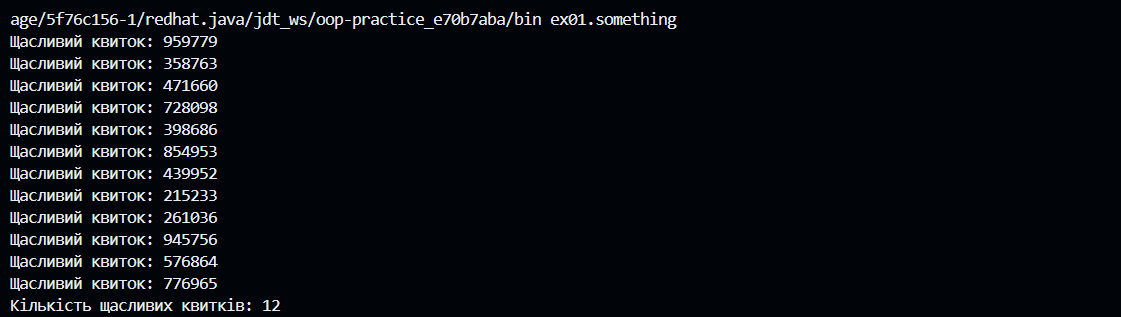 age/5f76c156-1/redhat.java/jdt_ws/oop-practice_e70b7aba/bin ex01.something
Щасливий квиток: 959779
Щасливий квиток: 358763
Щасливий квиток: 471660
Щасливий квиток: 728098
Щасливий квиток: 398686
Щасливий квиток: 854953
Щасливий квиток: 439952
Щасливий квиток: 215233
Щасливий квиток: 261036
Щасливий квиток: 945756
Щасливий квиток: 576864
Щасливий квиток: 776965
Кількість щасливих квитків: 12